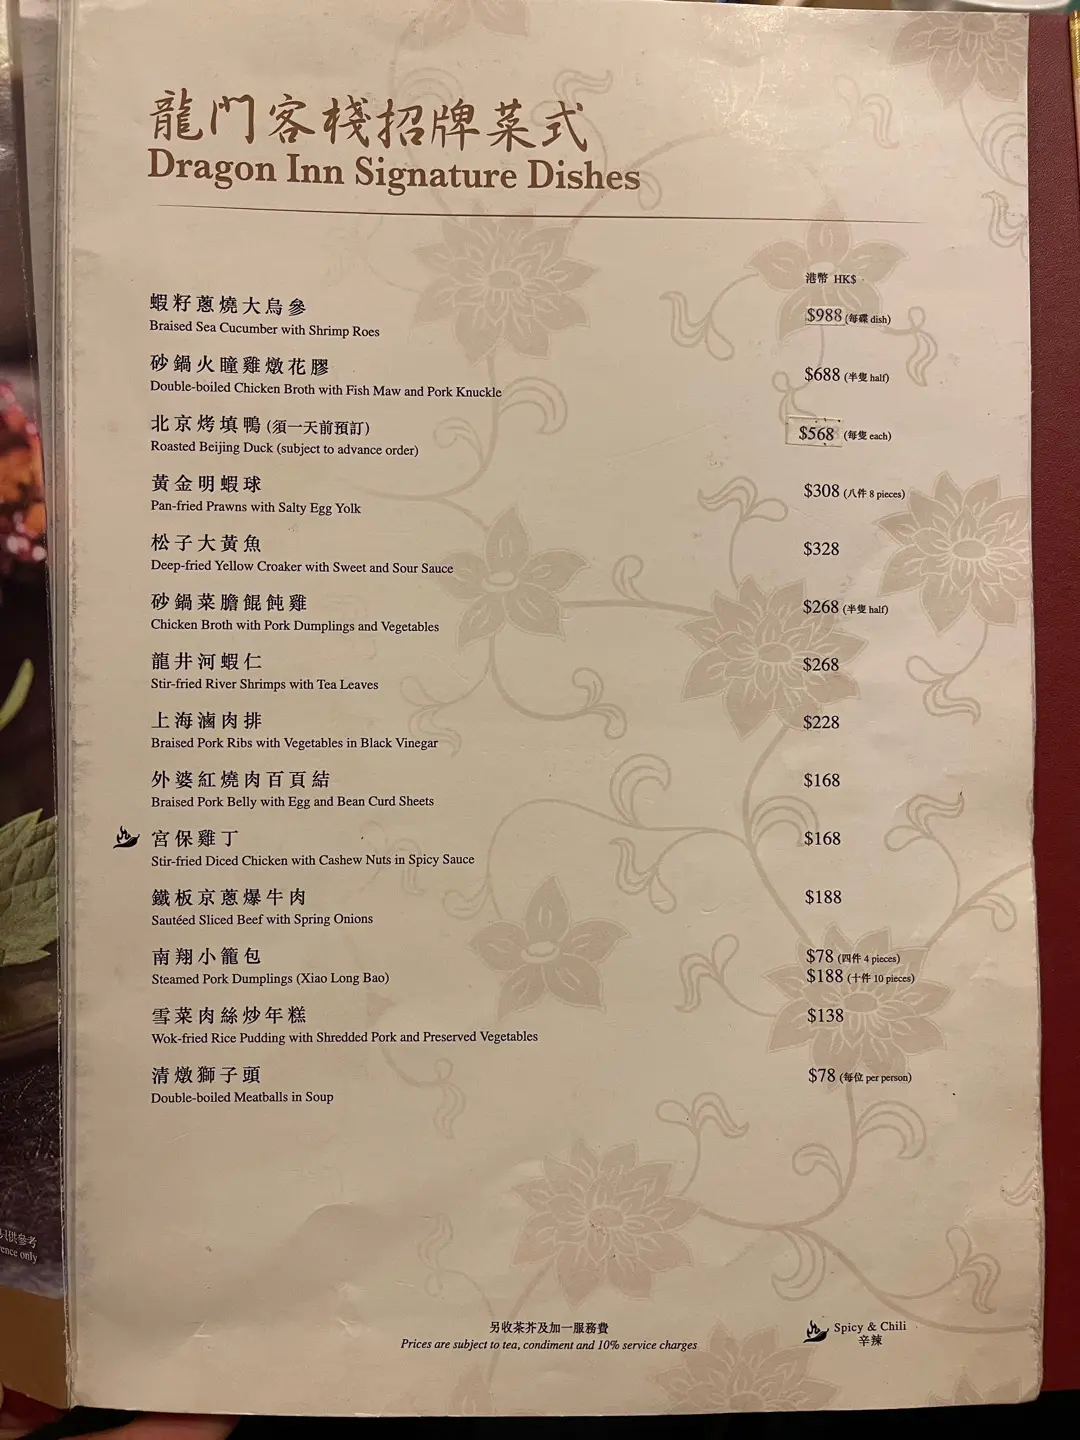 龍門客棧招牌菜式
Dragon Inn Signature Dishes
港幣 HK$
蝦籽蔥燒大烏參
Braised Sea Cucumber with Shrimp Roes
$988 (每碟 dish)
砂鍋火瞳雞燉花膠
Double-boiled Chicken Broth with Fish Maw and Pork Knuckle
$688 (半隻 half)
北京烤填鴨 (須一天前預訂)
Roasted Beijing Duck (subject to advance order)
$568 (每隻 each)
黃金明蝦球
Pan-fried Prawns with Salty Egg Yolk
$308 (八件 8 pieces)
松子大黃魚
Deep-fried Yellow Croaker with Sweet and Sour Sauce
$328
砂鍋菜膽餛飩雞
Chicken Broth with Pork Dumplings and Vegetables
$268 (半隻 half)
龍井河蝦仁
Stir-fried River Shrimps with Tea Leaves
$268
上海滷肉排
Braised Pork Ribs with Vegetables in Black Vinegar
$228
外婆紅燒肉百頁結
Braised Pork Belly with Egg and Bean Curd Sheets
$168
宮保雞丁
Stir-fried Diced Chicken with Cashew Nuts in Spicy Sauce
$168
鐵板京蔥爆牛肉
Sautéed Sliced Beef with Spring Onions
$188
南翔小籠包
Steamed Pork Dumplings (Xiao Long Bao)
$78 (四件 4 pieces)
$188 (十件 10 pieces)
雪菜肉絲炒年糕
Wok-fried Rice Pudding with Shredded Pork and Preserved Vegetables
$138
清燉獅子頭
Double-boiled Meatballs in Soup
$78 (每位 per person)
只供參考
ence only
另收茶芥及加一服務費
Prices are subject to tea, condiment and 10% service charges
Spicy & Chili
辛辣